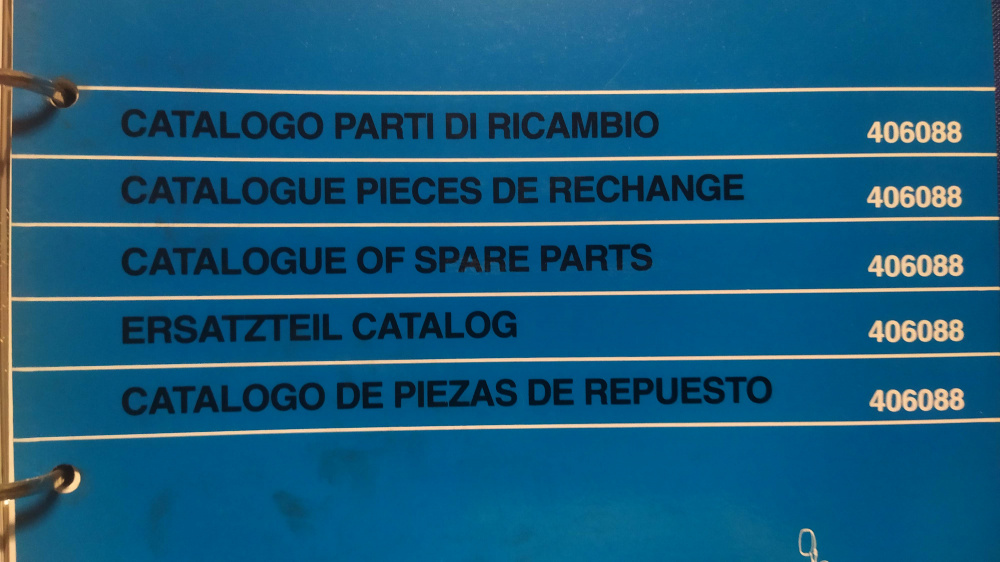 CATALOGO PARTI DI RICAMBIO 406088
CATALOGUE PIECES DE RECHANGE 406088
CATALOGUE OF SPARE PARTS 406088
ERSATZTEIL CATALOG 406088
CATALOGO DE PIEZAS DE REPUESTO 406088